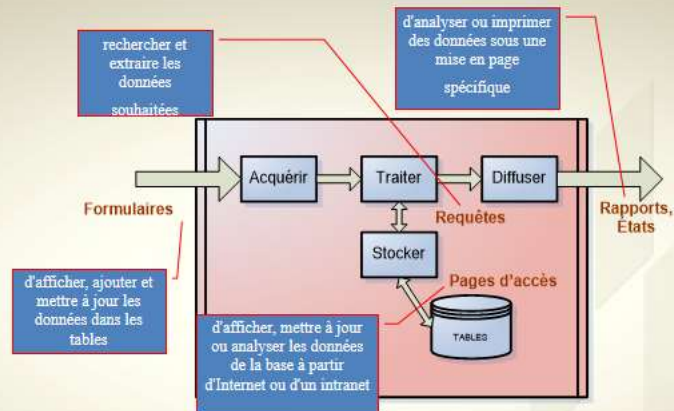 rechercher et
extraire les
données
souhaitées
d'analyser ou imprimer
des données sous une
mise en page
spécifique
Acquérir
Traiter
Diffuser
Formulaires
Requêtes
Rapports,
Etats
Stocker
Pages d'accès
d'afficher, ajouter et
mettre à jour les
données dans les
tables
d'afficher, mettre à jour
ou analyser les données
de la base à partir
d'Internet ou d'un intranet
TABLES